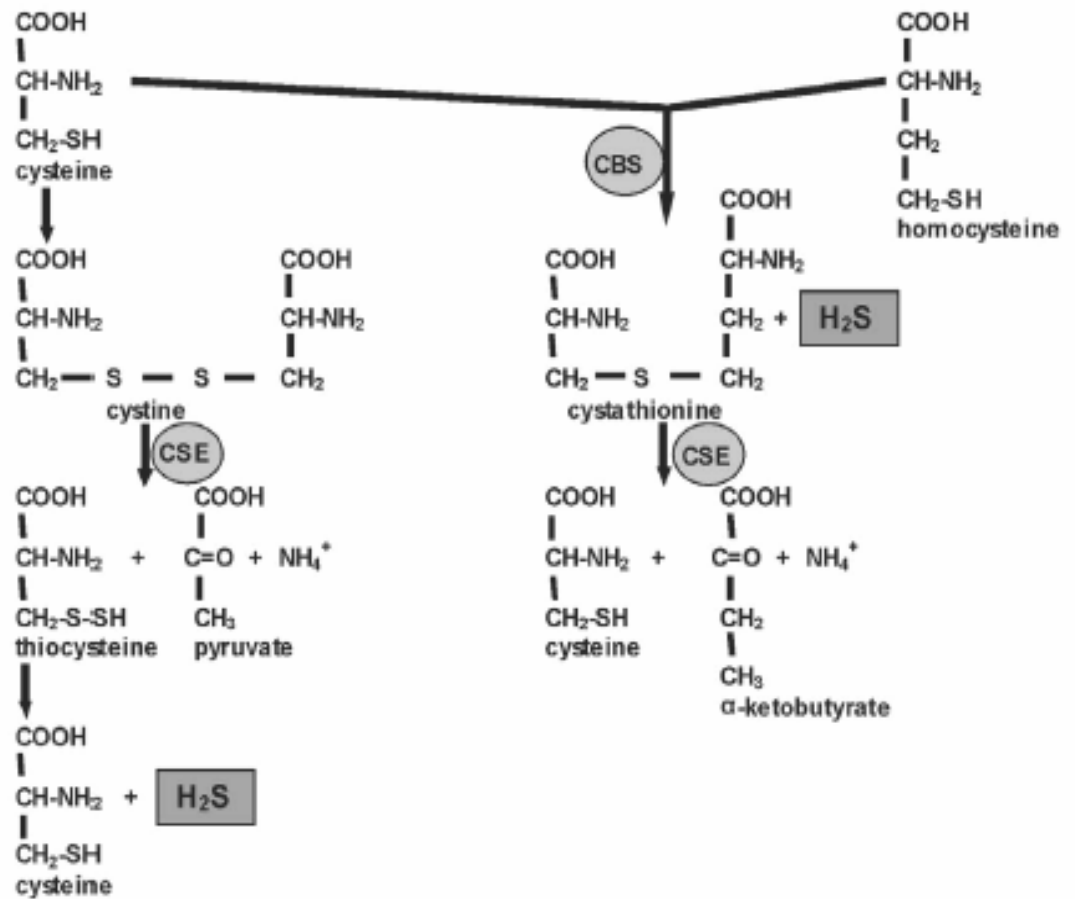 COOH COOH
CH-NH₂ CH-NH₂
CH₂-SH CBS CH₂
cysteine
COOH CH₂-SH
homocysteine
COOH COOH COOH CH-NH₂
CH-NH₂ CH-NH₂ CH-NH₂ CH₂ + H₂S
CH₂ S S CH₂ CH₂ S CH₂
cystine cystathionine
CSE CSE
COOH COOH COOH COOH
CH-NH₂ + C=O + NH₄⁺ CH-NH₂ + C=O + NH₄⁺
CH₂-S-SH CH₃ CH₂-SH CH₂
thiocysteine pyruvate cysteine
CH₃
α-ketobutyrate
COOH
CH-NH₂ + H₂S
CH₂-SH
cysteine